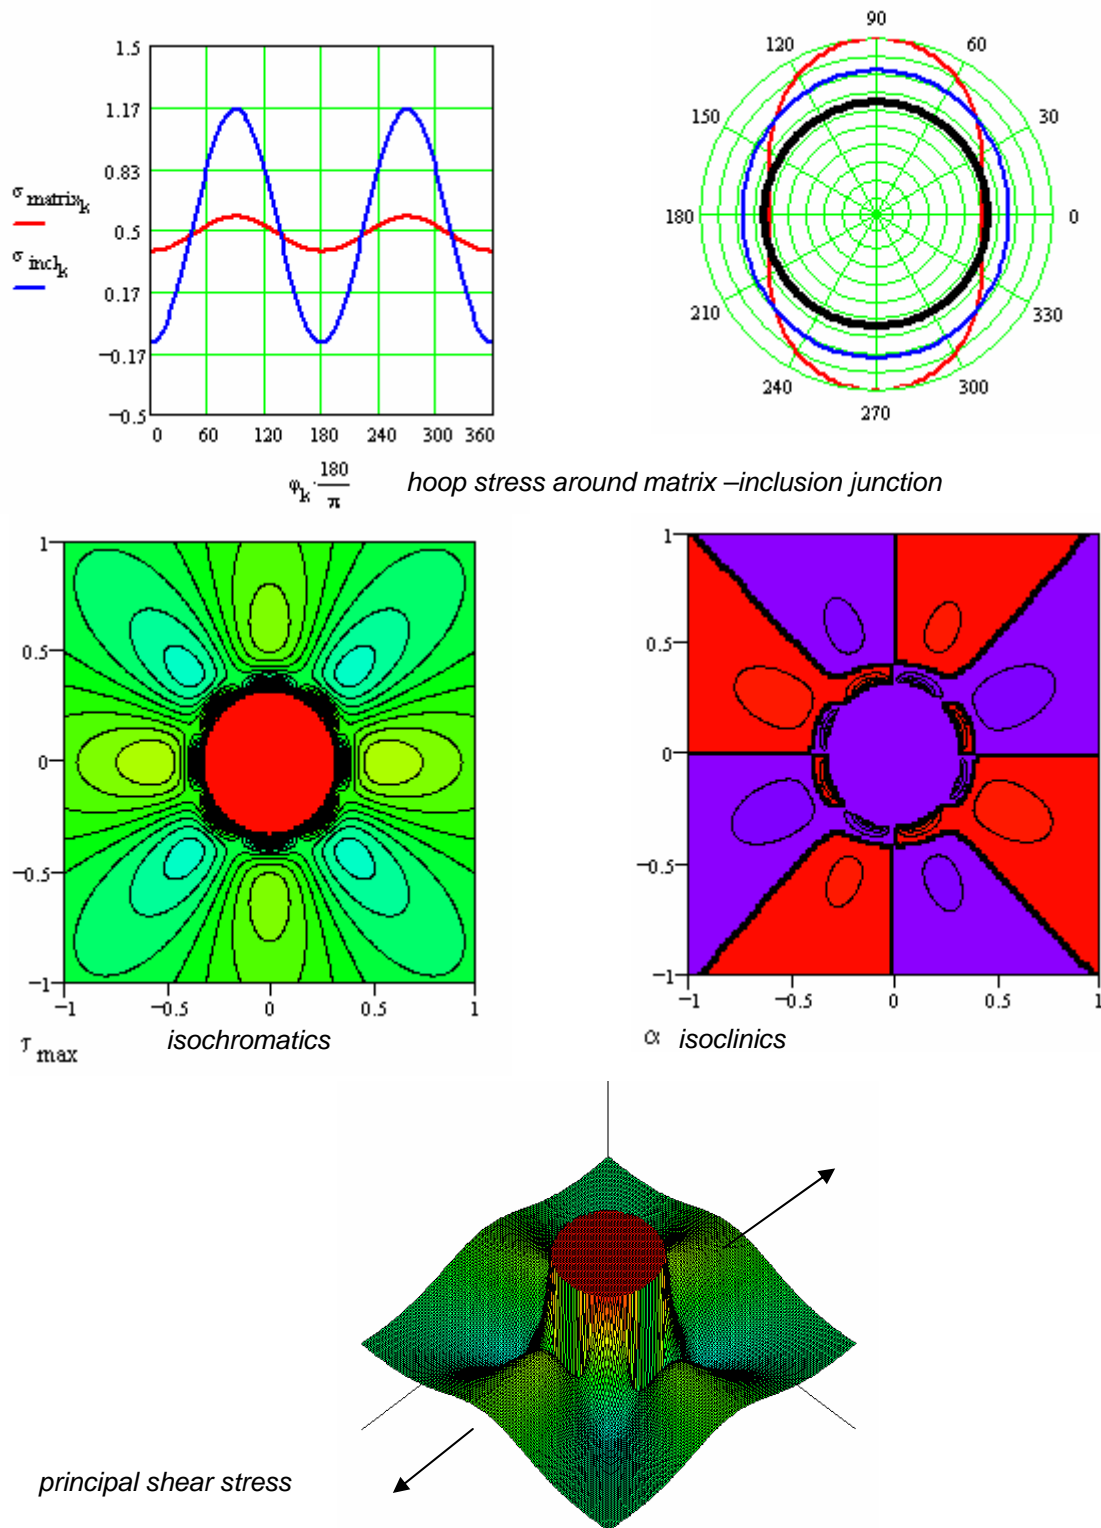 1.5
1.17
0.83
0.5
0.17
−0.17
−0.5
σ matrix k
σ incl k
0 60 120 180 240 300 360
φ k · 180 / π
90
120 60
150 30
180 0
210 330
240 300
270
hoop stress around matrix –inclusion junction
1
0.5
0
−0.5
−1
−1 −0.5 0 0.5 1
τ max
isochromatics
1
0.5
0
−0.5
−1
−1 −0.5 0 0.5 1
α isoclinics
principal shear stress